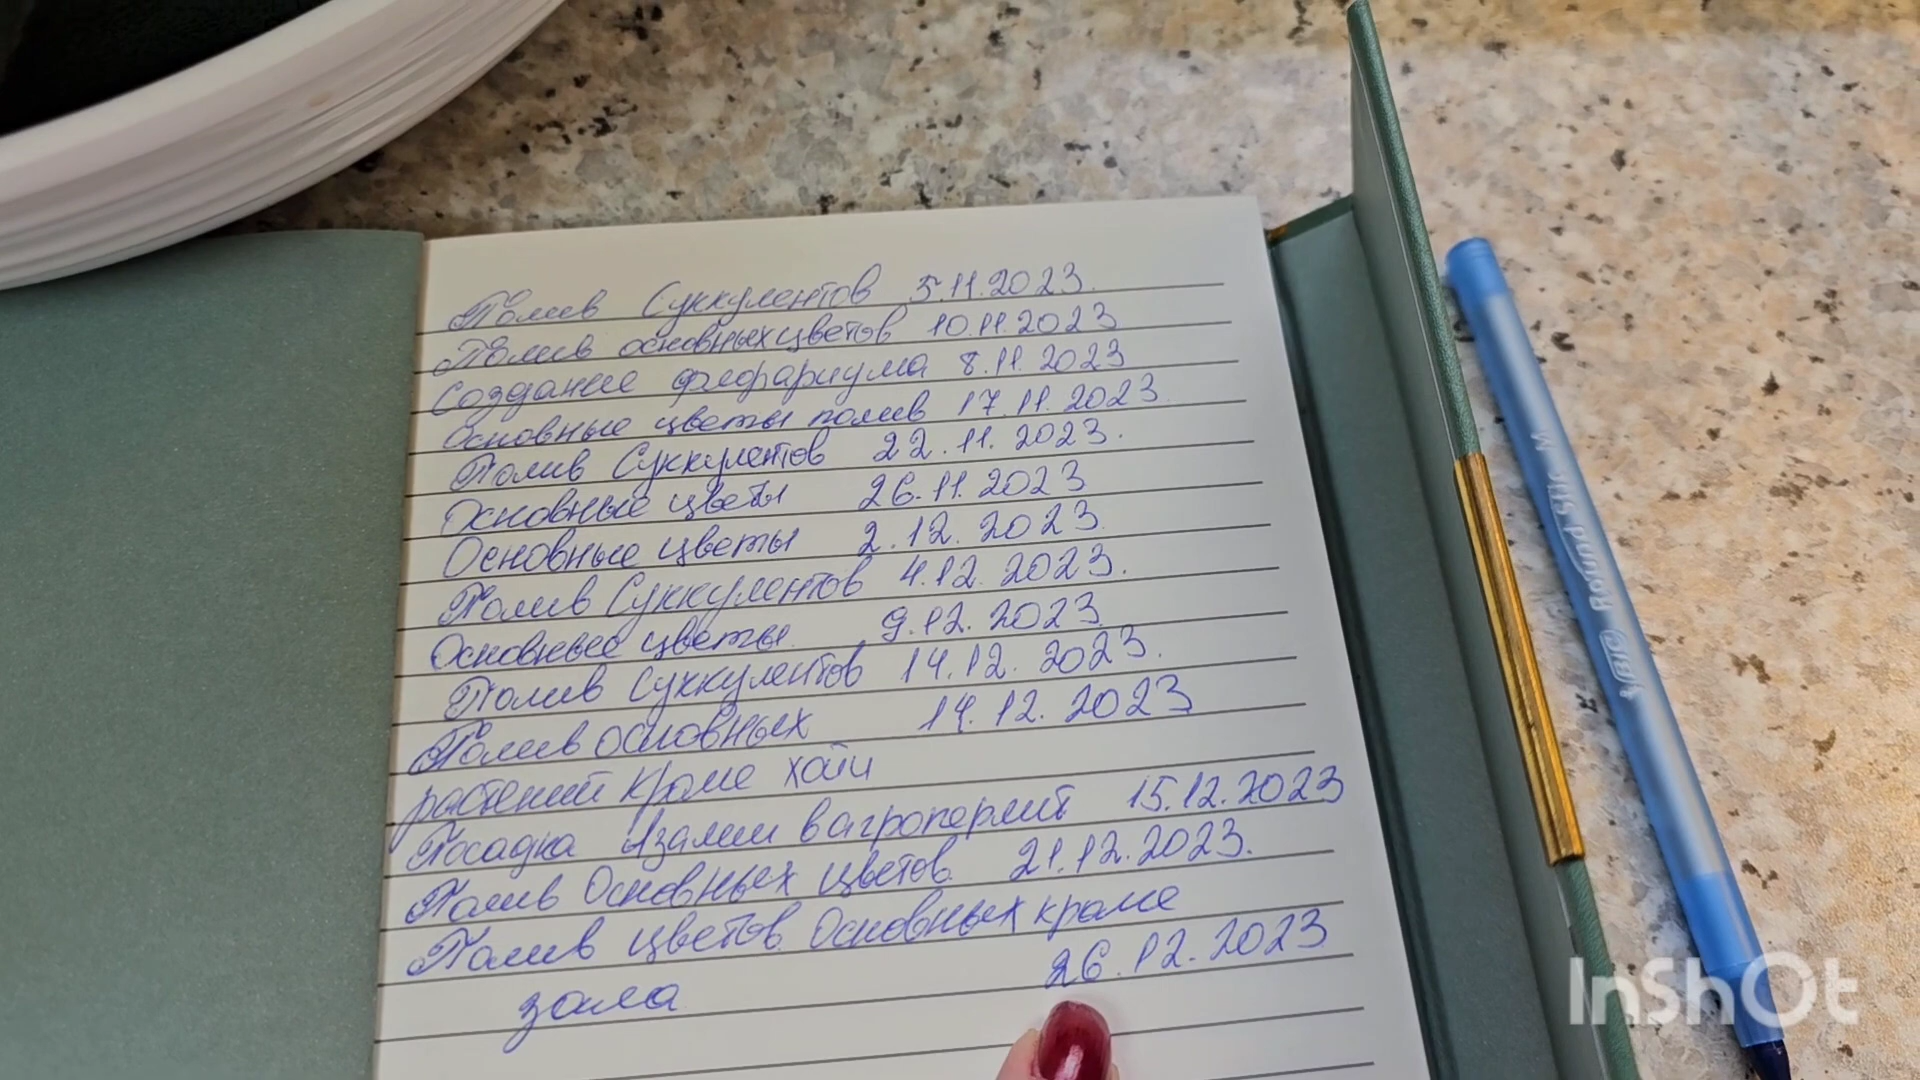 Полив Суккулентов 5.11.2023.
Полив основных цветов 10.11.2023
Создание флорариума 8.11.2023
Основные цветы полив 17.11.2023.
Полив Суккулентов 22.11.2023.
Основные цветы 26.11.2023
Основные цветы 2.12.2023.
Полив Суккулентов 4.12.2023.
Основные цветы 9.12.2023
Полив Суккулентов 14.12.2023.
Полив основных 14.12.2023
растений кроме хойи
Посадка Азалии в агроперлит 15.12.2023
Полив Основных цветов 21.12.2023.
Полив цветов Основных кроме
зала 26.12.2023
Round Stic M
BIC
InShOt